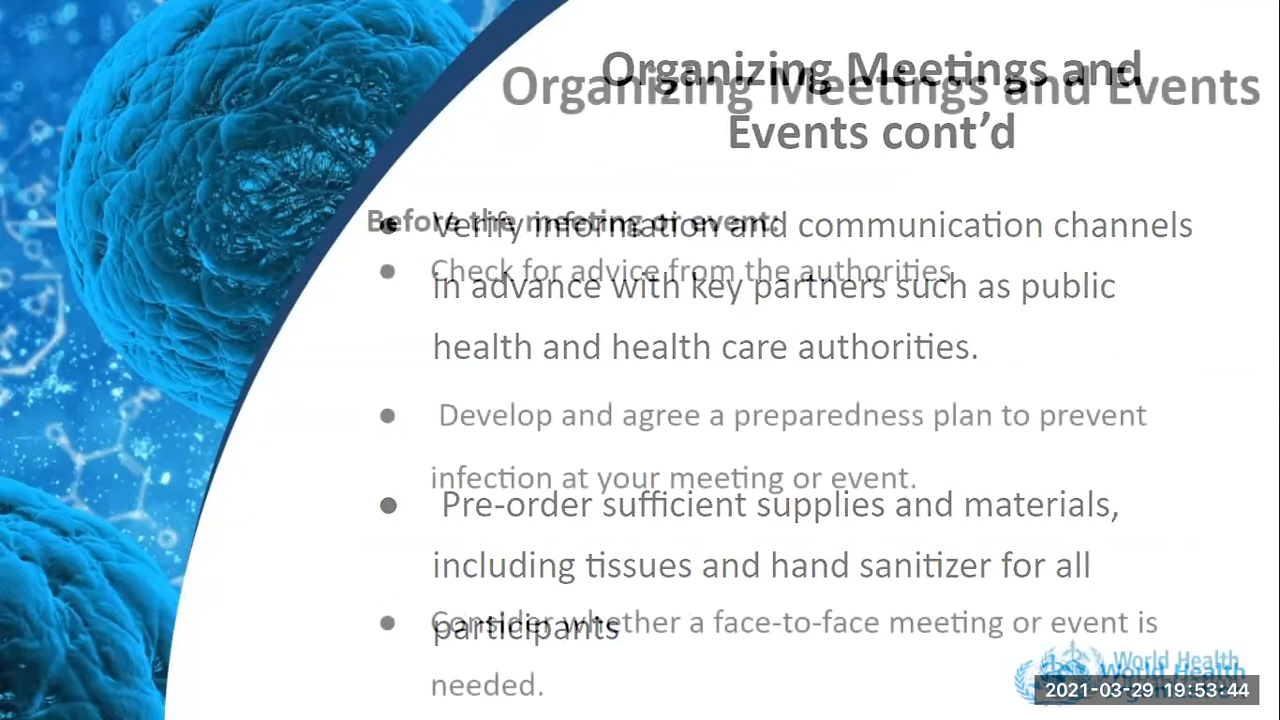 Organizing Meetings and Events
Before the meeting or event:
● Check for advice from the authorities
● Develop and agree a preparedness plan to prevent
infection at your meeting or event.
● Consider whether a face-to-face meeting or event is
needed.
Organizing Meetings and
Events cont’d
● Verify information and communication channels
in advance with key partners such as public
health and health care authorities.
● Pre-order sufficient supplies and materials,
including tissues and hand sanitizer for all
participants
World Health
World Health
2021-03-29 19:53:44